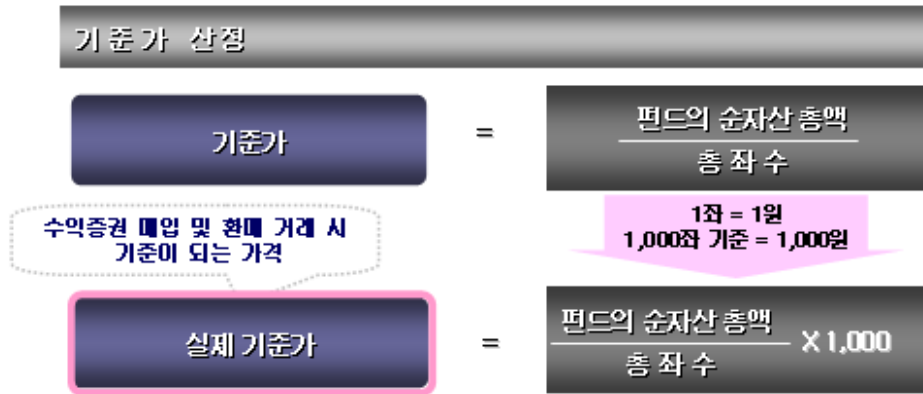 기준가 산정
기준가
=
펀드의 순자산 총액
총 좌 수
수익증권 매입 및 환매 거래 시
기준이 되는 가격
1좌 = 1원
1,000좌 기준 = 1,000원
실제 기준가
=
펀드의 순자산 총액
총 좌 수
X 1,000